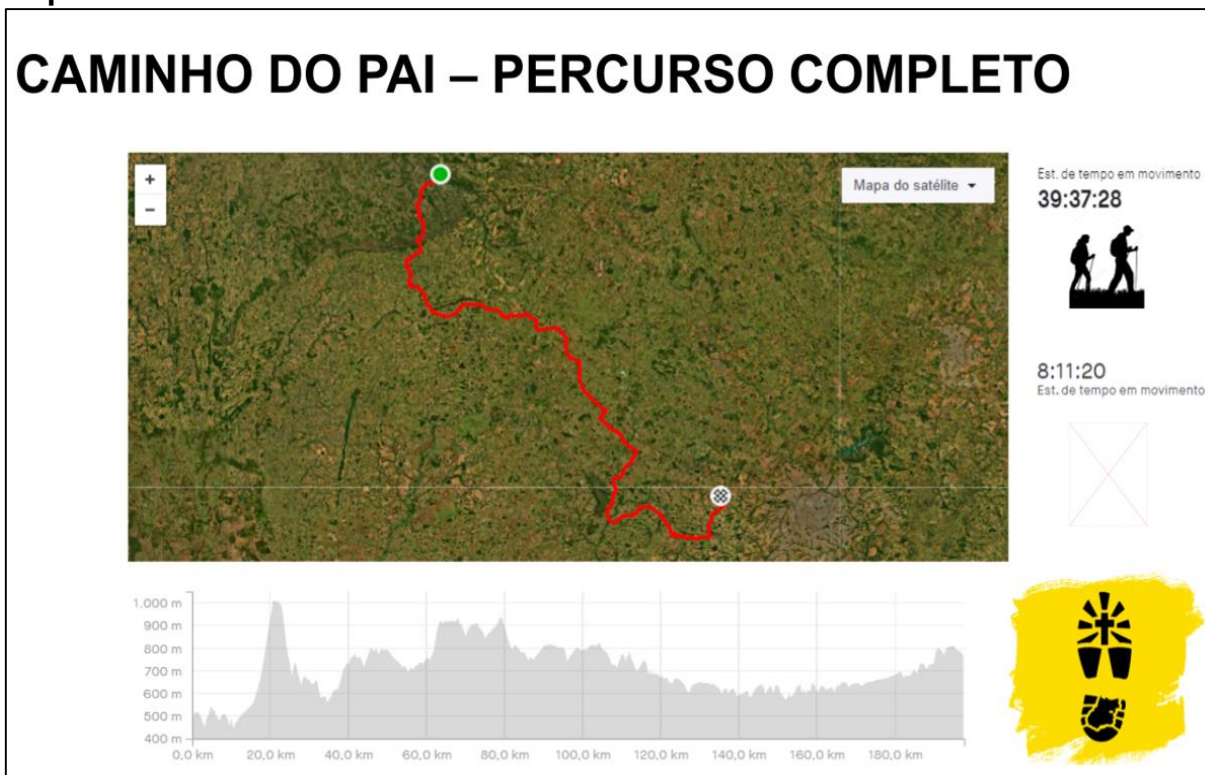 CAMINHO DO PAI – PERCURSO COMPLETO
+
−
Mapa do satélite
Est. de tempo em movimento
39:37:28
8:11:20
Est. de tempo em movimento
1.000 m
900 m
800 m
700 m
600 m
500 m
400 m
0,0 km 20,0 km 40,0 km 60,0 km 80,0 km 100,0 km 120,0 km 140,0 km 160,0 km 180,0 km